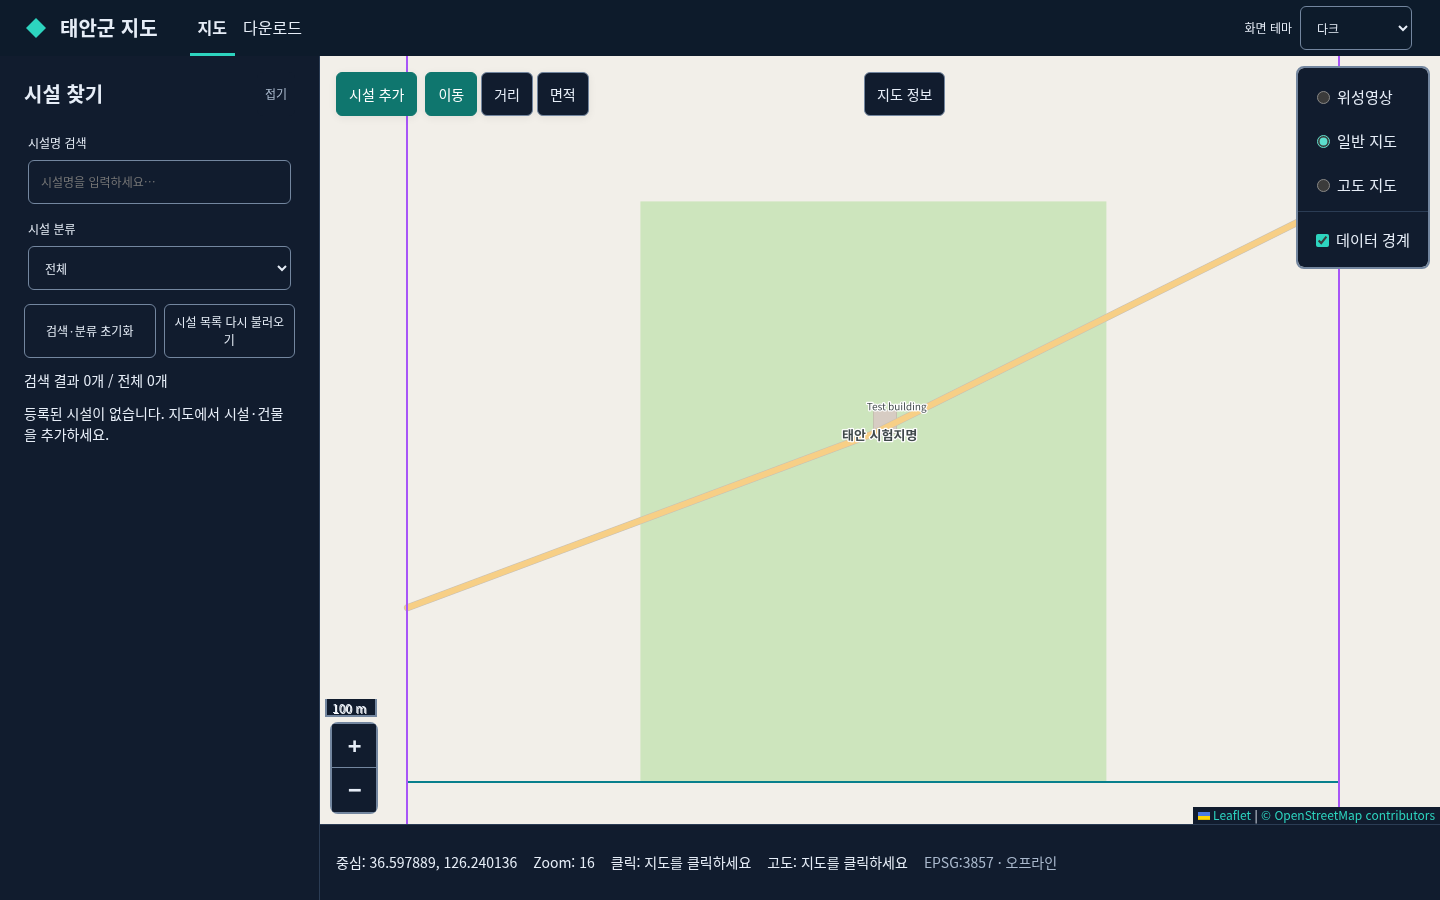 태안군 지도
지도
다운로드
화면 테마
다크
시설 찾기
접기
시설명 검색
시설명을 입력하세요…
시설 분류
전체
검색·분류 초기화
시설 목록 다시 불러오
기
검색 결과 0개 / 전체 0개
등록된 시설이 없습니다. 지도에서 시설·건물
을 추가하세요.
시설 추가
이동
거리
면적
지도 정보
위성영상
일반 지도
고도 지도
데이터 경계
Test building
태안 시험지명
100 m
+
−
Leaflet | © OpenStreetMap contributors
중심: 36.597889, 126.240136
Zoom: 16
클릭: 지도를 클릭하세요
고도: 지도를 클릭하세요
EPSG:3857 · 오프라인